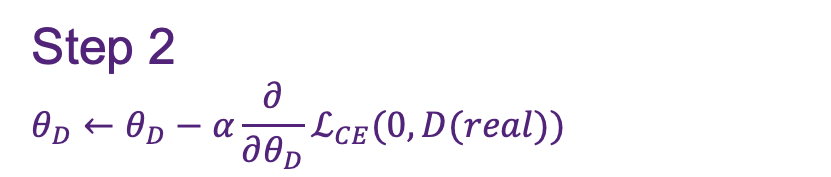 Step 2
θ_D ← θ_D − α ∂/∂θ_D ℒ_CE(0, D(real))